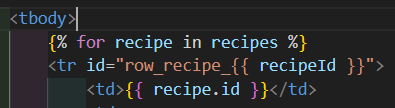 <tbody>
{% for recipe in recipes %}
<tr id="row_recipe_{{ recipeId }}">
<td>{{ recipe.id }}</td>